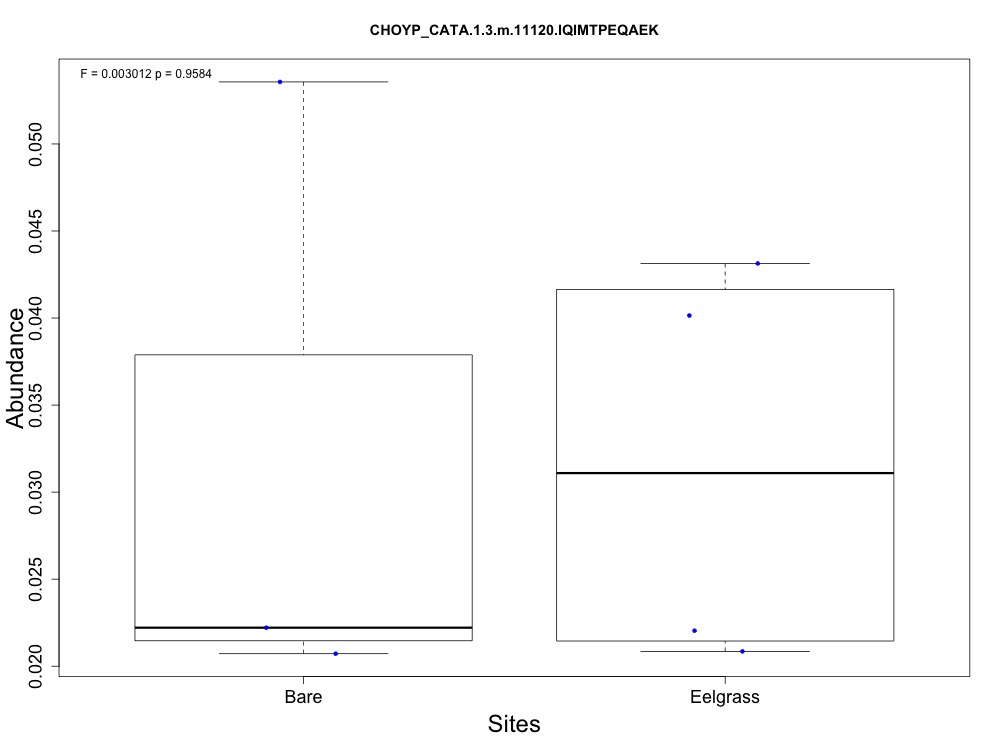 CHOYP_CATA.1.3.m.11120.IQIMTPEQAEK
F = 0.003012 p = 0.9584
Abundance
0.050
0.045
0.040
0.035
0.030
0.025
0.020
Bare
Eelgrass
Sites